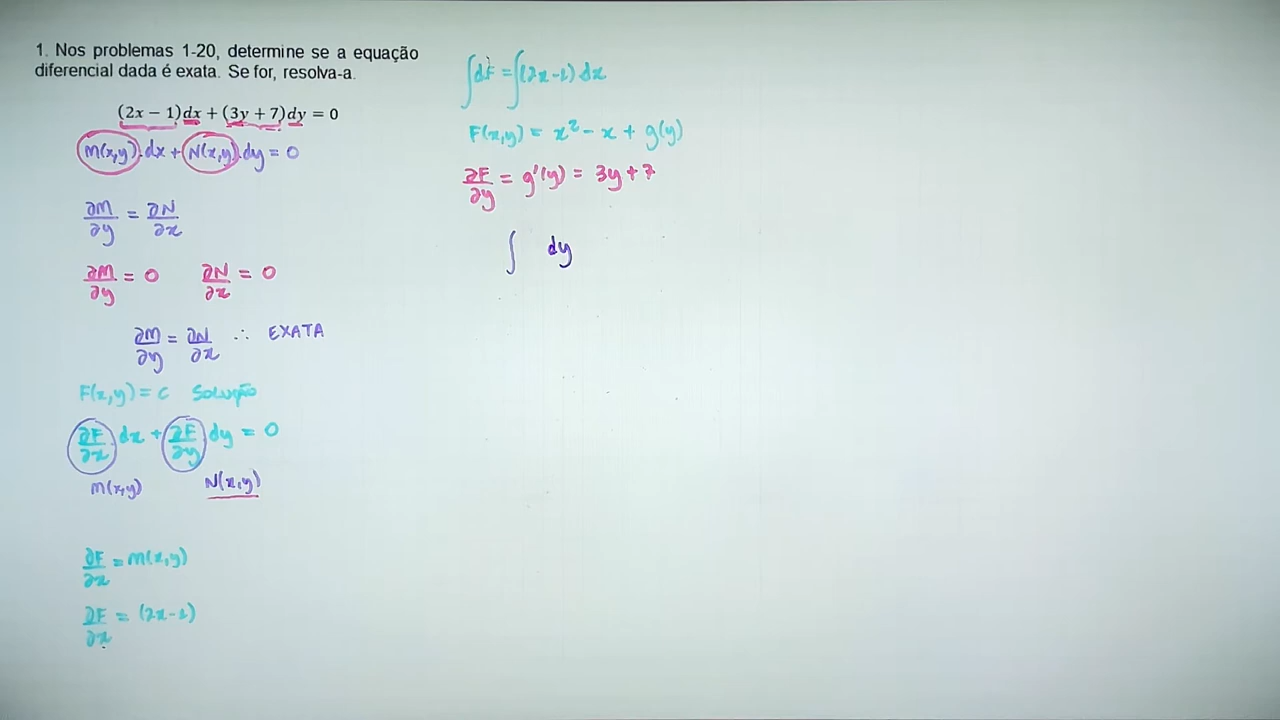 1. Nos problemas 1-20, determine se a equação
diferencial dada é exata. Se for, resolva-a.
(2x − 1)dx + (3y + 7)dy = 0
M(x,y).dx + N(x,y).dy = 0
∂M/∂y = ∂N/∂x
∂M/∂y = 0 ∂N/∂x = 0
∂M/∂y = ∂N/∂x ∴ EXATA
F(x,y) = C SOLUÇÃO
∂F/∂x dx + ∂F/∂y dy = 0
M(x,y) N(x,y)
∂F/∂x = M(x,y)
∂F/∂x = (2x-1)
∫dF = ∫(2x-1) dx
F(x,y) = x² - x + g(y)
∂F/∂y = g'(y) = 3y + 7
∫ dy